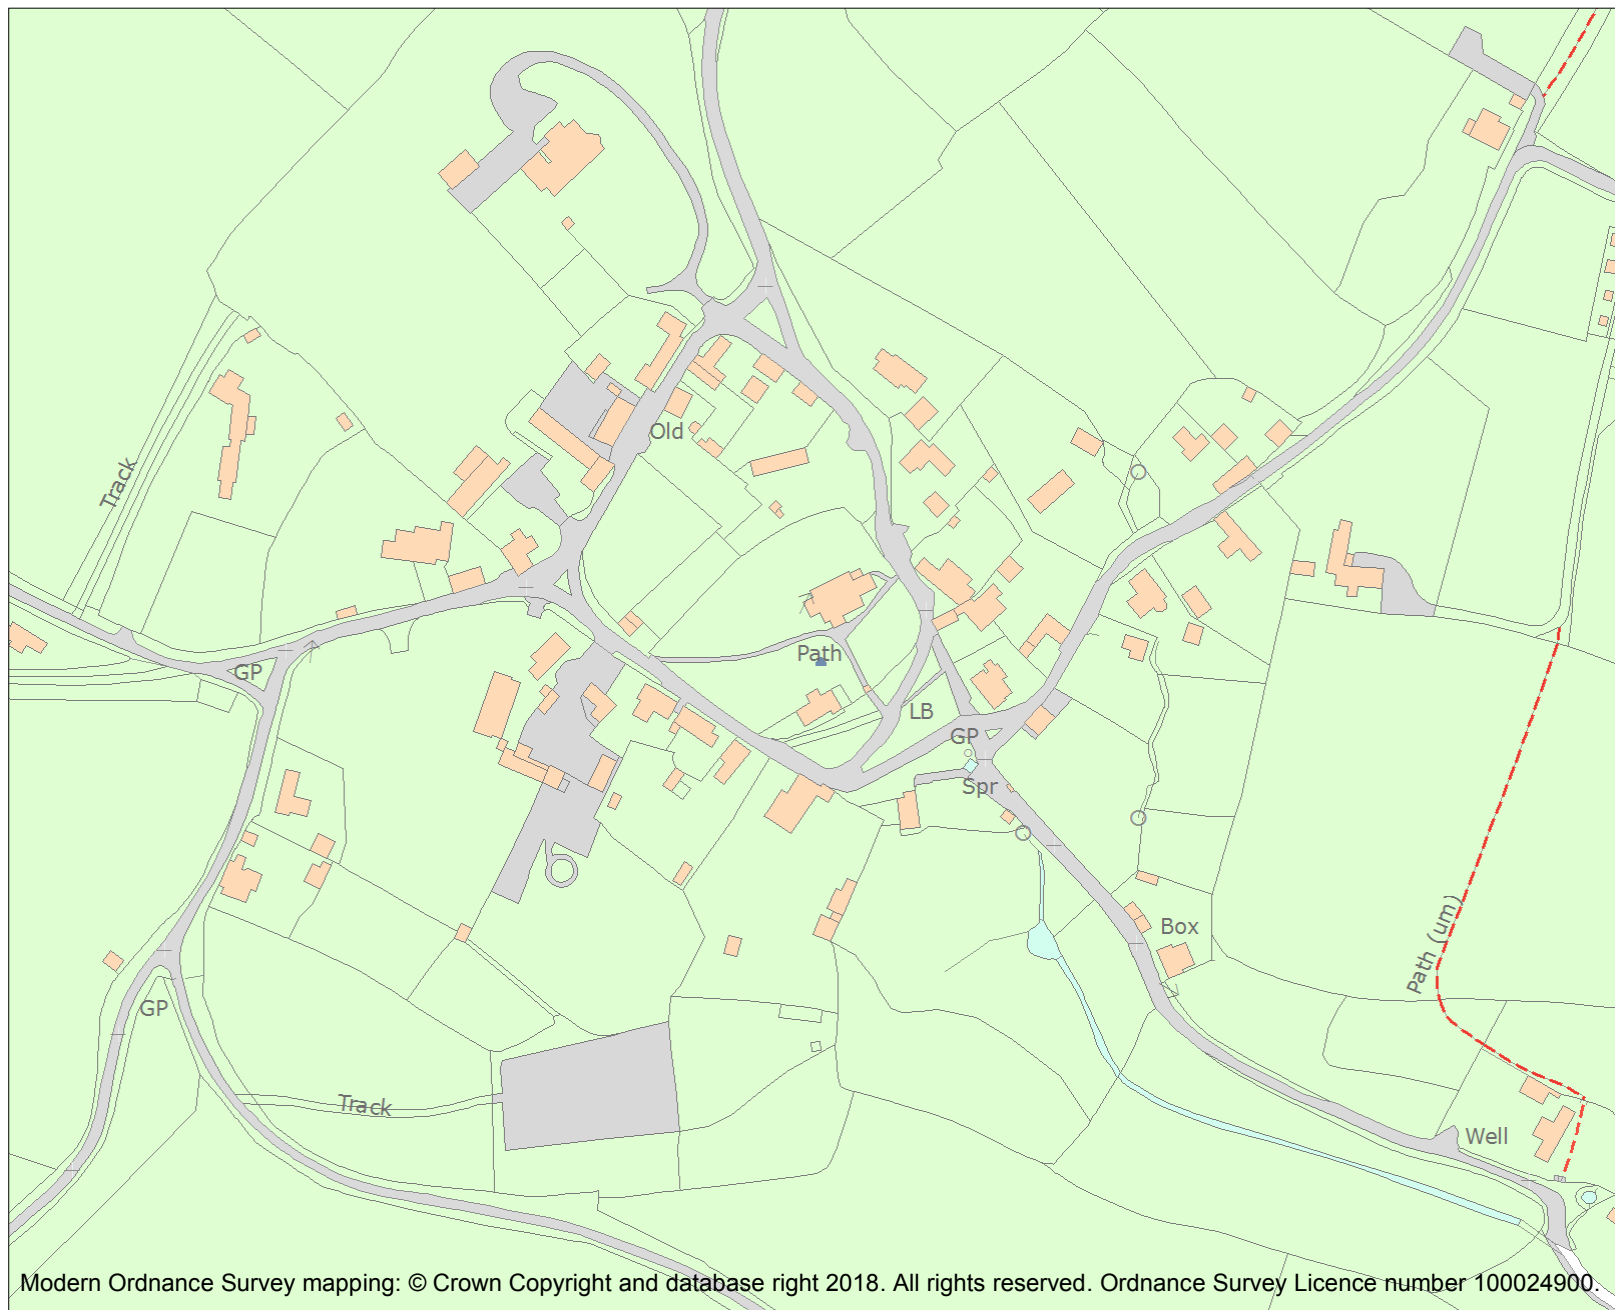 Old
Track
Path
GP
LB
GP
Spr
Box
Path (um)
GP
Track
Well
Modern Ordnance Survey mapping: © Crown Copyright and database right 2018. All rights reserved. Ordnance Survey Licence number 100024900.